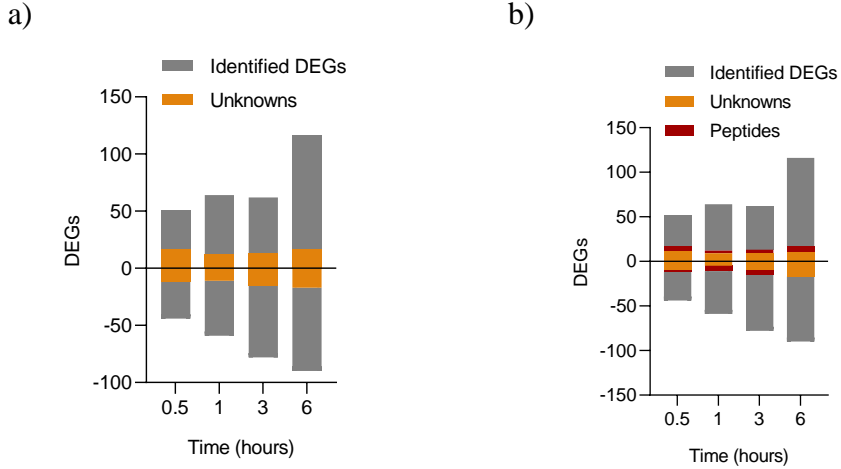 a)
Identified DEGs
Unknowns
150
100
50
0
-50
-100
DEGs
0.5 1 3 6
Time (hours)
b)
Identified DEGs
Unknowns
Peptides
150
100
50
0
-50
-100
-150
DEGs
0.5 1 3 6
Time (hours)